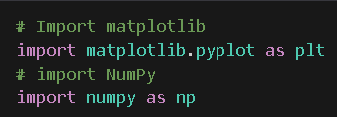 # Import matplotlib
import matplotlib.pyplot as plt
# import NumPy
import numpy as np